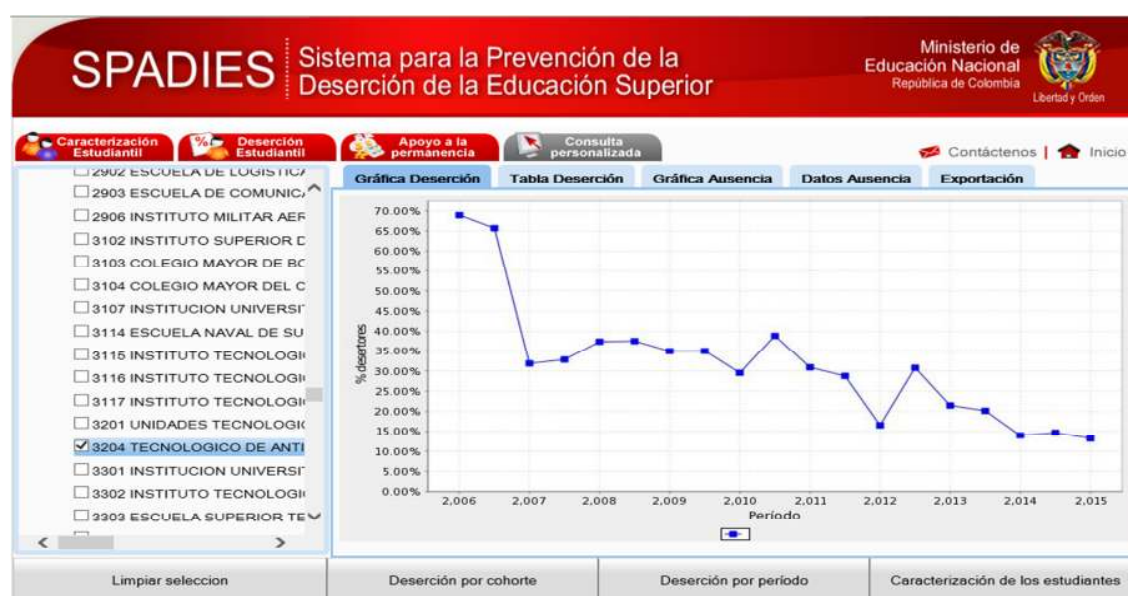 SPADIES
Sistema para la Prevención de la
Deserción de la Educación Superior
Ministerio de
Educación Nacional
República de Colombia
Libertad y Orden
Caracterización
Estudiantil
Deserción
Estudiantil
Apoyo a la
permanencia
Consulta
personalizada
Contáctenos | Inicio
2902 ESCUELA DE LOGISTICA
2903 ESCUELA DE COMUNIC
2906 INSTITUTO MILITAR AER
3102 INSTITUTO SUPERIOR D
3103 COLEGIO MAYOR DE BO
3104 COLEGIO MAYOR DEL C
3107 INSTITUCION UNIVERSI
3114 ESCUELA NAVAL DE SU
3115 INSTITUTO TECNOLOGI
3116 INSTITUTO TECNOLOGI
3117 INSTITUTO TECNOLOGI
3201 UNIDADES TECNOLOGI
3204 TECNOLOGICO DE ANTI
3301 INSTITUCION UNIVERSI
3302 INSTITUTO TECNOLOGI
3303 ESCUELA SUPERIOR TE
Gráfica Deserción Tabla Deserción Gráfica Ausencia Datos Ausencia Exportación
70.00%
65.00%
60.00%
55.00%
50.00%
45.00%
40.00%
35.00%
30.00%
25.00%
20.00%
15.00%
10.00%
5.00%
0.00%
% desertores
2,006 2,007 2,008 2,009 2,010 2,011 2,012 2,013 2,014 2,015
Período
Limpiar seleccion Deserción por cohorte Deserción por período Caracterización de los estudiantes